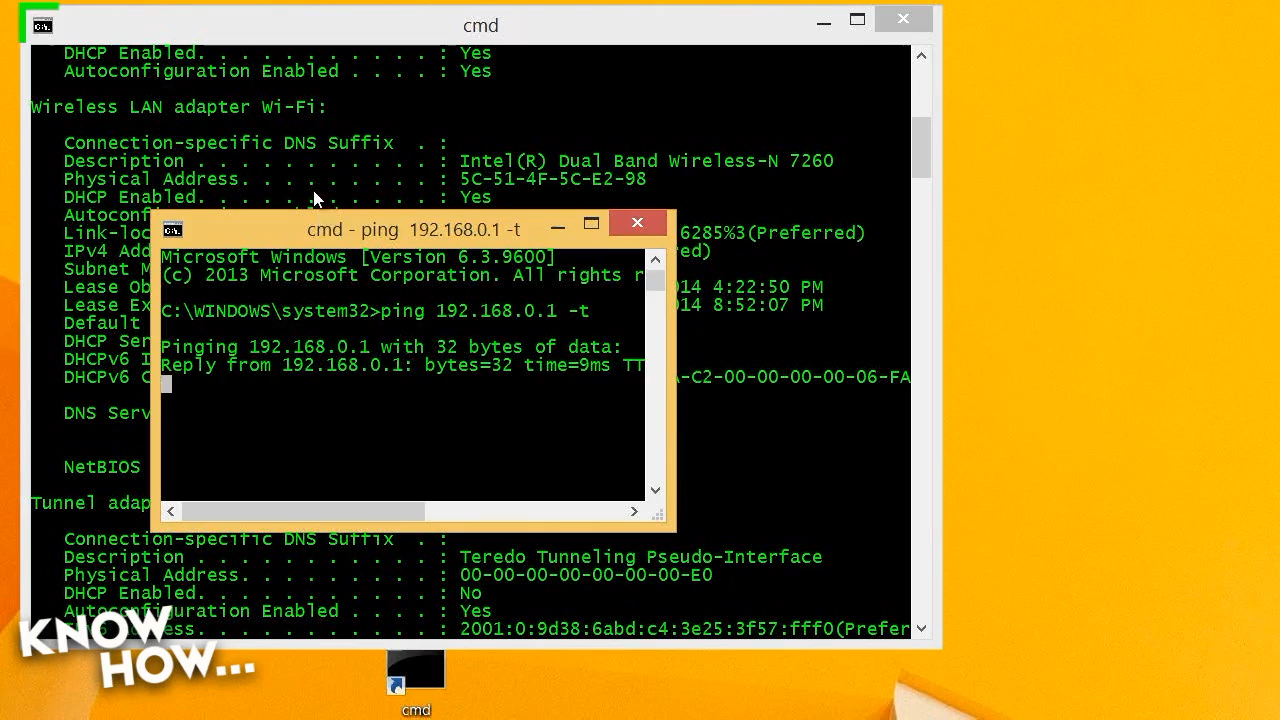 cmd
DHCP Enabled. . . . . . . . . . . : Yes
Autoconfiguration Enabled . . . . : Yes
Wireless LAN adapter Wi-Fi:
Connection-specific DNS Suffix  . :
Description . . . . . . . . . . . : Intel(R) Dual Band Wireless-N 7260
Physical Address. . . . . . . . . : 5C-51-4F-5C-E2-98
DHCP Enabled. . . . . . . . . . . : Yes
Autoconf
Link-loc 6285%3(Preferred)
IPv4 Add ed)
Subnet M
Lease Ob 14 4:22:50 PM
Lease Ex 14 8:52:07 PM
Default
DHCP Ser
DHCPv6 I
DHCPv6 C -C2-00-00-00-00-06-FA
DNS Serv
NetBIOS
Tunnel adap
cmd - ping  192.168.0.1 -t
Microsoft Windows [Version 6.3.9600]
(c) 2013 Microsoft Corporation. All rights r
C:\WINDOWS\system32>ping 192.168.0.1 -t
Pinging 192.168.0.1 with 32 bytes of data:
Reply from 192.168.0.1: bytes=32 time=9ms TT
Connection-specific DNS Suffix  . :
Description . . . . . . . . . . . : Teredo Tunneling Pseudo-Interface
Physical Address. . . . . . . . . : 00-00-00-00-00-00-00-E0
DHCP Enabled. . . . . . . . . . . : No
Autoconfiguration Enabled . . . . : Yes
ress. . . . . . . . . . . : 2001:0:9d38:6abd:c4:3e25:3f57:fff0(Prefer
KNOW
HOW...
cmd